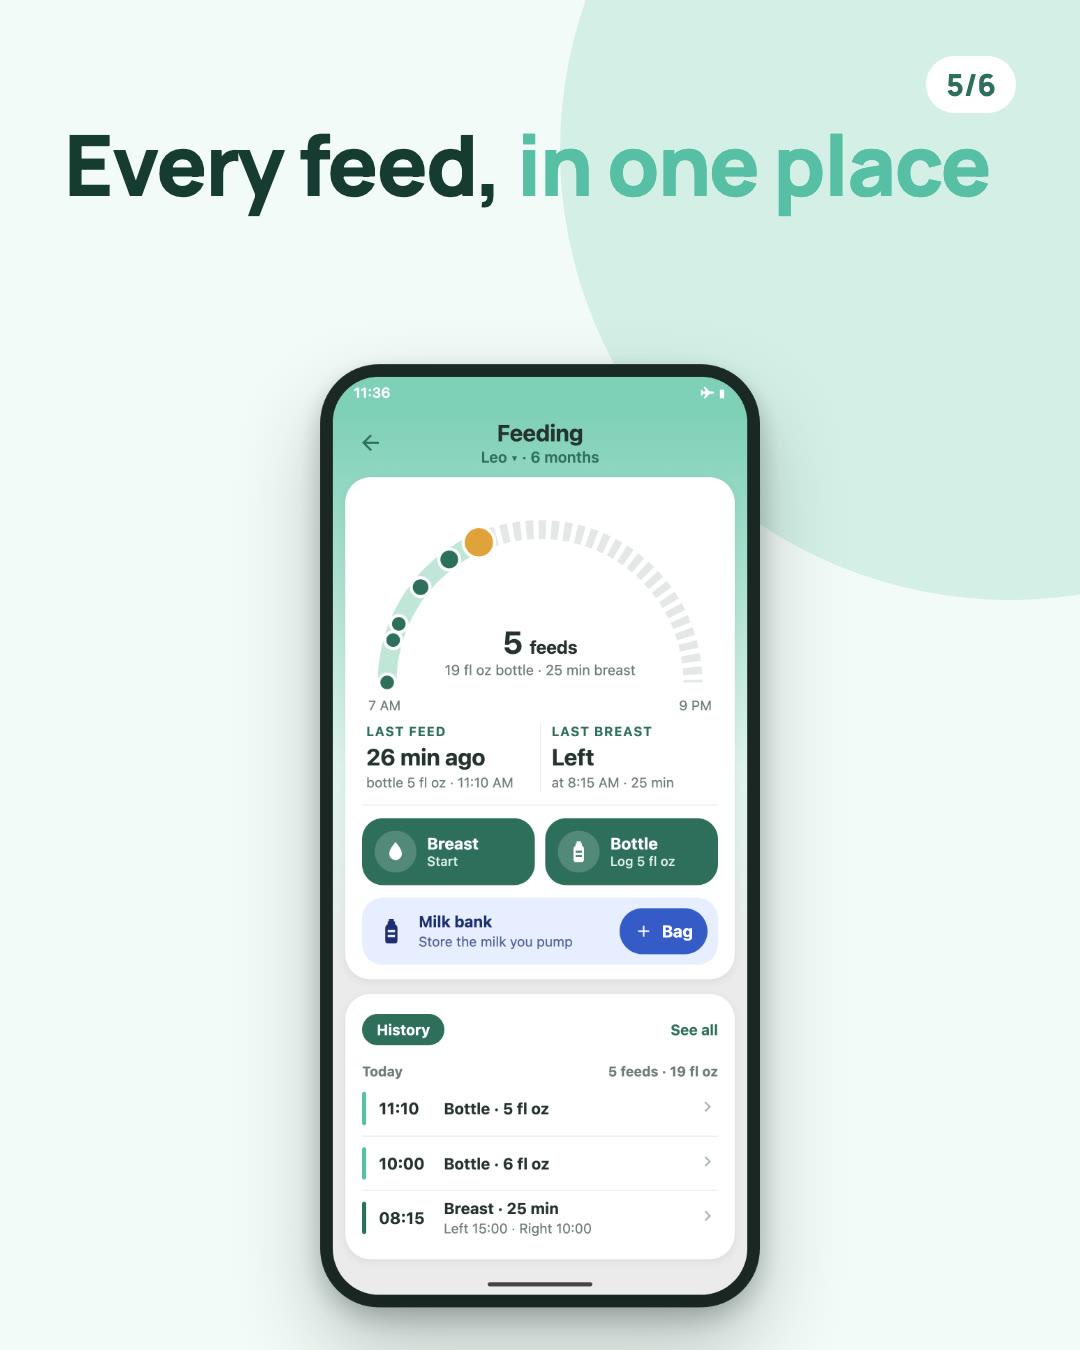 5/6
Every feed, in one place
11:36
Feeding
Leo ▾ · 6 months
5 feeds
19 fl oz bottle · 25 min breast
7 AM
9 PM
LAST FEED
26 min ago
bottle 5 fl oz · 11:10 AM
LAST BREAST
Left
at 8:15 AM · 25 min
Breast
Start
Bottle
Log 5 fl oz
Milk bank
Store the milk you pump
+ Bag
History
See all
Today
5 feeds · 19 fl oz
11:10 Bottle · 5 fl oz
10:00 Bottle · 6 fl oz
08:15 Breast · 25 min
Left 15:00 · Right 10:00